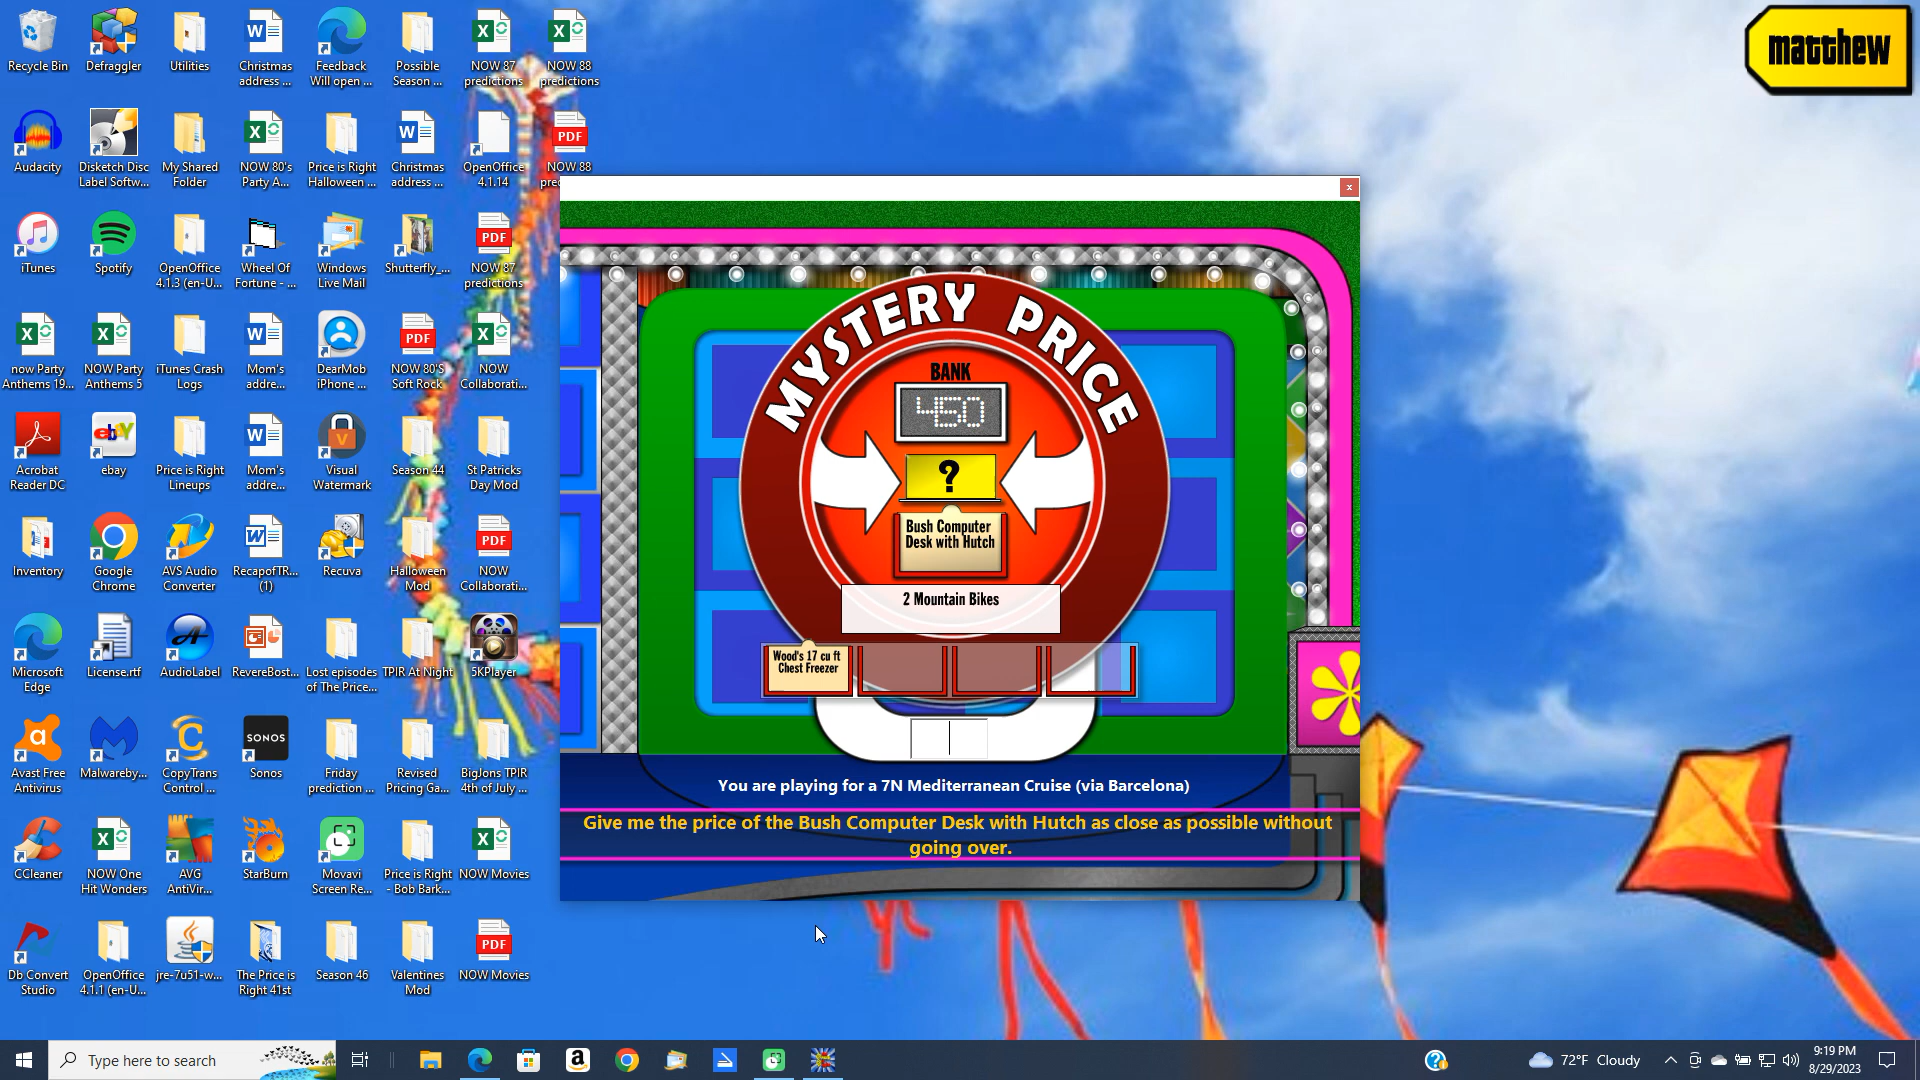 Recycle Bin
Defraggler
Utilities
Christmas
address ...
Feedback
Will open ...
Possible
Season ...
NOW 87
predictions
NOW 88
predictions
matthew
Audacity
Disketch Disc
Label Softw...
My Shared
Folder
NOW 80's
Party A...
Price is Right
Halloween ...
Christmas
address ...
OpenOffice
4.1.14
PDF
NOW 88
iTunes
Spotify
OpenOffice
4.1.3 (en-U...
Wheel Of
Fortune - ...
Windows
Live Mail
Shutterfly_...
PDF
NOW 87
predictions
now Party
Anthems 19...
NOW Party
Anthems 5
iTunes Crash
Logs
Mom's
addre...
DearMob
iPhone ...
PDF
NOW 80'S
Soft Rock
NOW
Collaborati...
Acrobat
Reader DC
ebay
ebay
Price is Right
Lineups
Mom's
addre...
Visual
Watermark
Season 44
St Patricks
Day Mod
Inventory
Google
Chrome
AVS Audio
Converter
RecapofTR...
(1)
Recuva
Halloween
Mod
PDF
NOW
Collaborati...
Microsoft
Edge
License.rtf
AudioLabel
RevereBost...
Lost episodes
of The Price...
TPIR At Night
5KPlayer
Avast Free
Antivirus
Malwareby...
CopyTrans
Control ...
SONOS
Sonos
Friday
prediction ...
Revised
Pricing Ga...
BigJons TPIR
4th of July ...
CCleaner
NOW One
Hit Wonders
AVG
AntiVir...
StarBurn
Movavi
Screen Re...
Price is Right
- Bob Bark...
NOW Movies
Db Convert
Studio
OpenOffice
4.1.1 (en-U...
jre-7u51-w...
The Price is
Right 41st
Season 46
Valentines
Mod
PDF
NOW Movies
MYSTERY PRICE
BANK
450
?
Bush Computer
Desk with Hutch
2 Mountain Bikes
Wood's 17 cu ft
Chest Freezer
You are playing for a 7N Mediterranean Cruise (via Barcelona)
Give me the price of the Bush Computer Desk with Hutch as close as possible without
going over.
Type here to search
72°F Cloudy
9:19 PM
8/29/2023